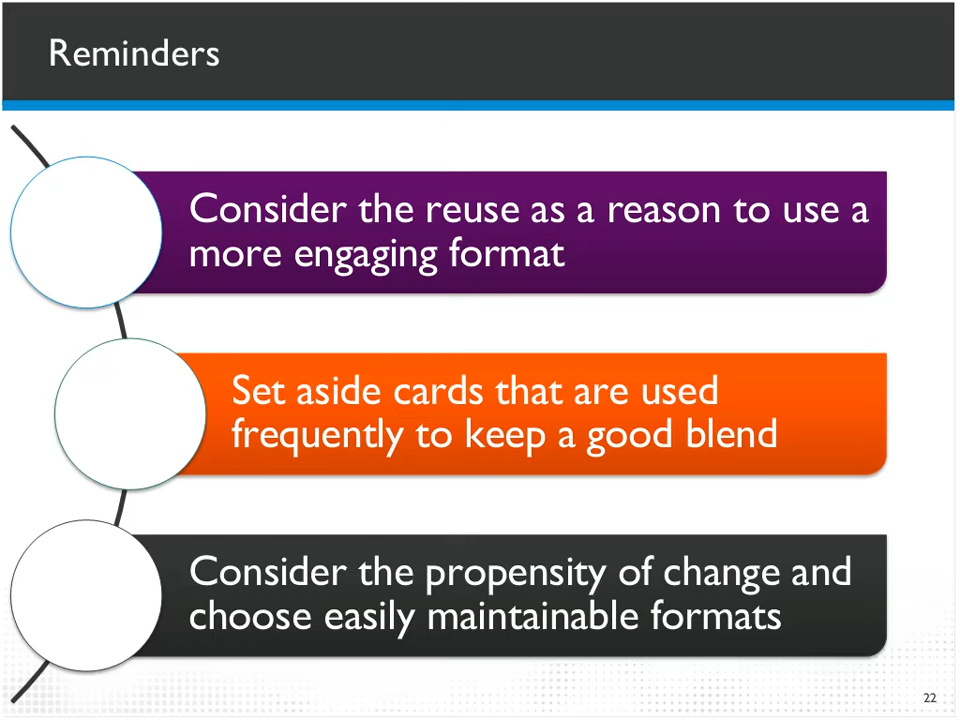 Reminders
Consider the reuse as a reason to use a
more engaging format
Set aside cards that are used
frequently to keep a good blend
Consider the propensity of change and
choose easily maintainable formats
22